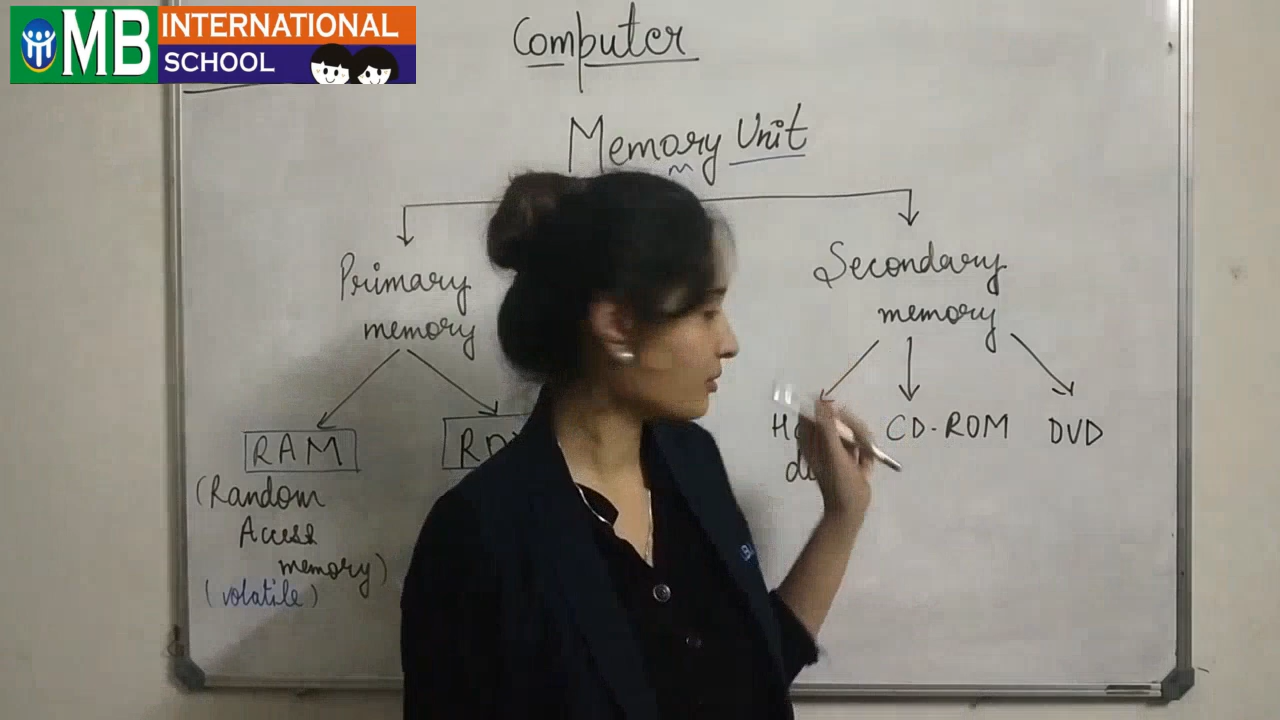 MB INTERNATIONAL
SCHOOL
Computer
Memory Unit
Primary
memory
Secondary
memory
RAM
CD-ROM
DVD
(Random
Access
memory)
(volatile)